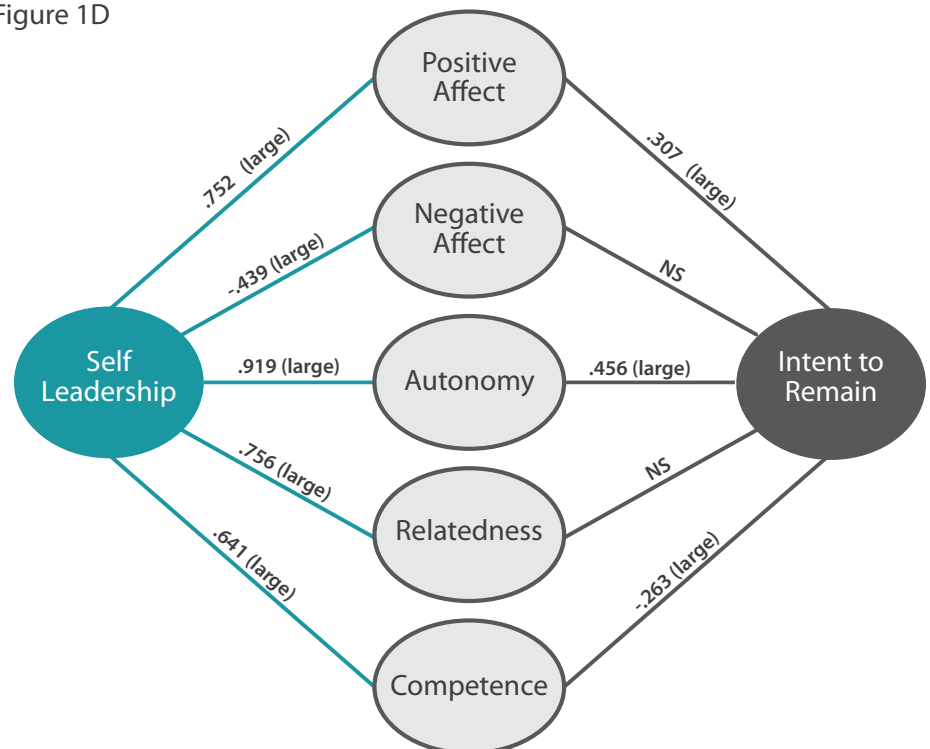 Figure 1D
Positive
Affect
.752 (large)
.307 (large)
Negative
Affect
-.439 (large)
NS
Self
Leadership
.919 (large)
Autonomy
.456 (large)
Intent to
Remain
.756 (large)
Relatedness
NS
.641 (large)
Competence
-.263 (large)